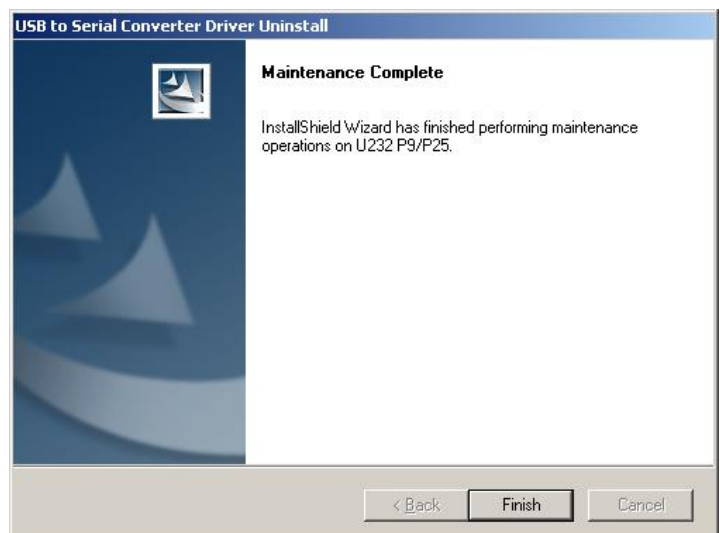 USB to Serial Converter Driver Uninstall
Maintenance Complete
InstallShield Wizard has finished performing maintenance
operations on U232 P9/P25.
< Back
Finish
Cancel